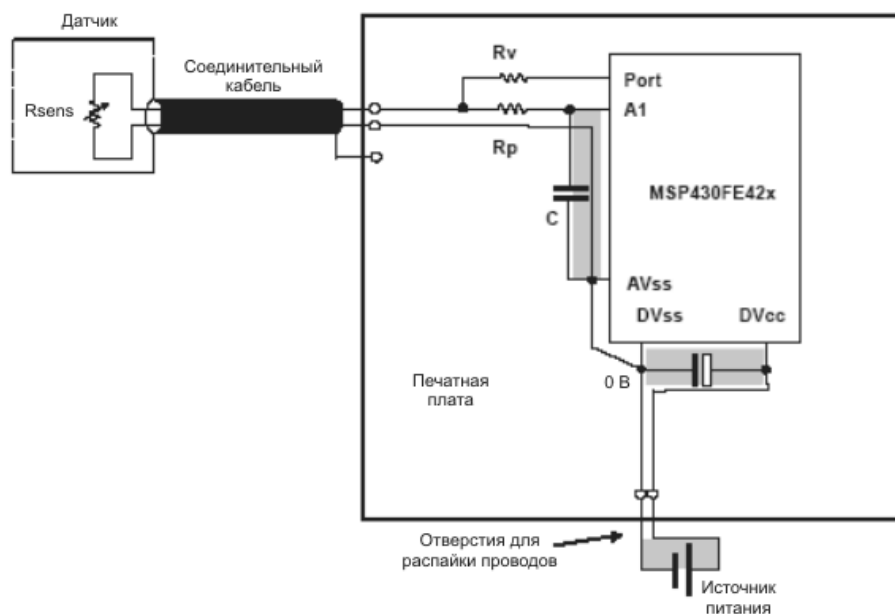 Датчик
Соединительный
кабель
Rsens
Rv
Port
A1
Rp
MSP430FE42x
C
AVss
DVss
DVcc
0 В
Печатная
плата
Отверстия для
распайки проводов
Источник
питания